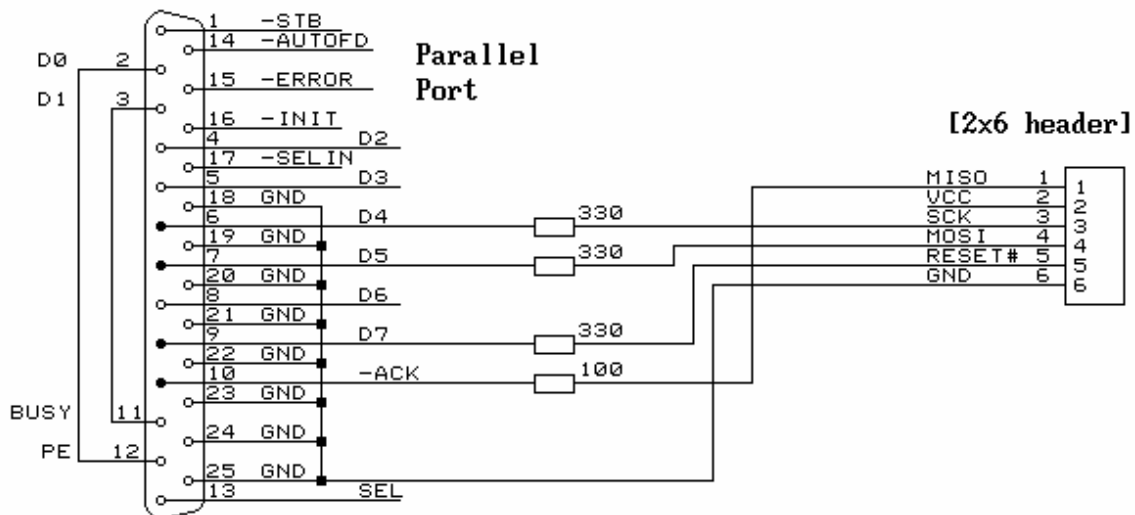 1 -STB
14 -AUTOFD
Parallel
Port
D0 2
15 -ERROR
D1 3
16 -INIT
[2x6 header]
4 D2
17 -SELIN
5 D3
MISO 1 1
18 GND
VCC 2 2
6 D4 330
SCK 3 3
19 GND
MOSI 4 4
7 D5 330
RESET# 5 5
20 GND
GND 6 6
8 D6
21 GND
9 D7 330
22 GND
10 -ACK 100
23 GND
BUSY 11
24 GND
PE 12
25 GND
13 SEL